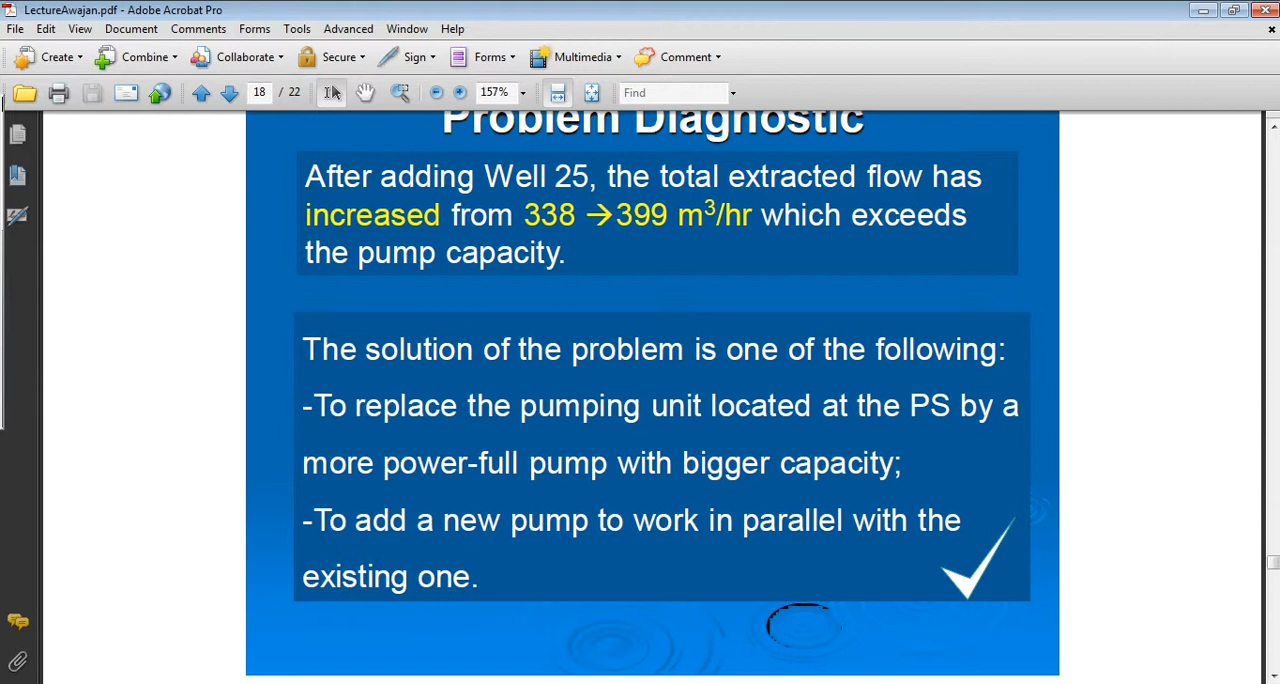 LectureAwajan.pdf - Adobe Acrobat Pro
File Edit View Document Comments Forms Tools Advanced Window Help
Create Combine Collaborate Secure Sign Forms Multimedia Comment
18 / 22 157% Find
Problem Diagnostic
After adding Well 25, the total extracted flow has
increased from 338 →399 m³/hr which exceeds
the pump capacity.
The solution of the problem is one of the following:
-To replace the pumping unit located at the PS by a
more power-full pump with bigger capacity;
-To add a new pump to work in parallel with the
existing one.